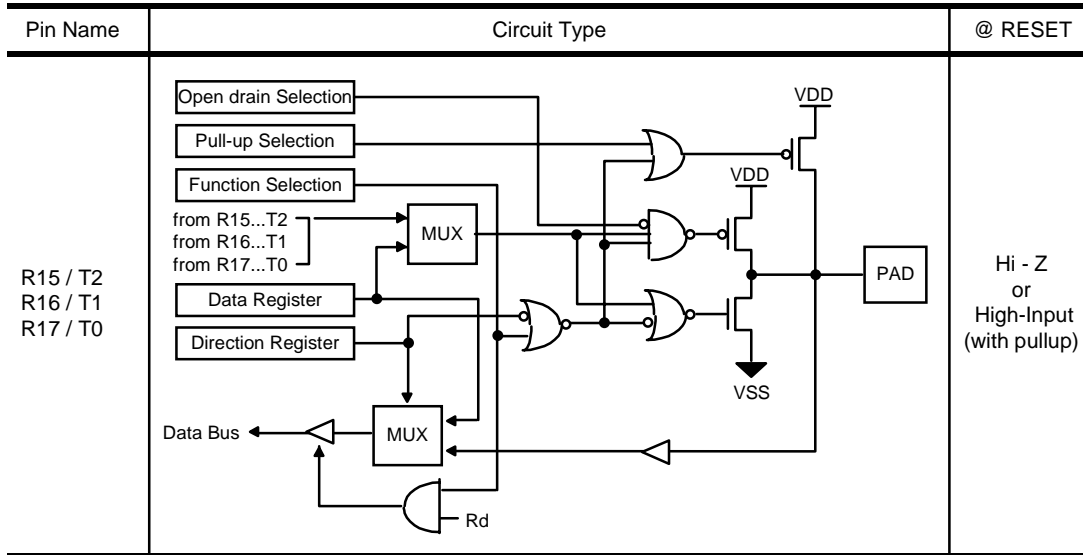 Pin Name
Circuit Type
@ RESET
Open drain Selection
Pull-up Selection
Function Selection
from R15...T2
from R16...T1
from R17...T0
MUX
Data Register
Direction Register
VDD
VDD
PAD
VSS
Data Bus
MUX
Rd
R15 / T2
R16 / T1
R17 / T0
Hi - Z
or
High-Input
(with pullup)